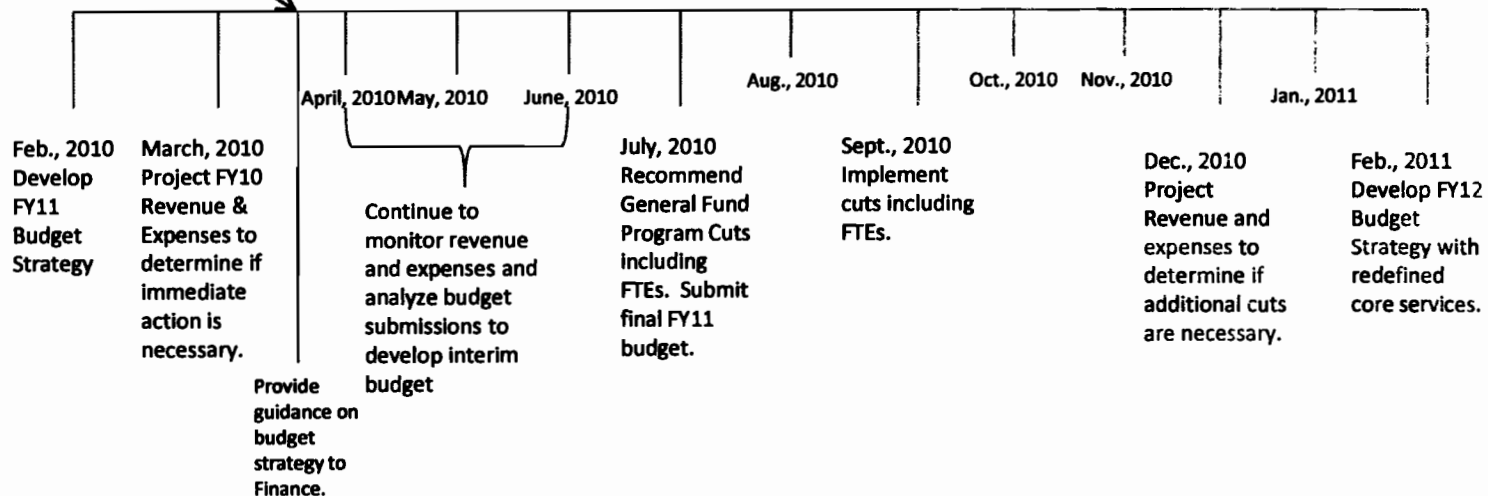 Feb., 2010
Develop
FY11
Budget
Strategy
March, 2010
Project FY10
Revenue &
Expenses to
determine if
immediate
action is
necessary.
Provide
guidance on
budget
strategy to
Finance.
April, 2010
May, 2010
June, 2010
Continue to
monitor revenue
and expenses and
analyze budget
submissions to
develop interim
budget
July, 2010
Recommend
General Fund
Program Cuts
including
FTEs. Submit
final FY11
budget.
Aug., 2010
Sept., 2010
Implement
cuts including
FTEs.
Oct., 2010
Nov., 2010
Dec., 2010
Project
Revenue and
expenses to
determine if
additional cuts
are necessary.
Jan., 2011
Feb., 2011
Develop FY12
Budget
Strategy with
redefined
core services.